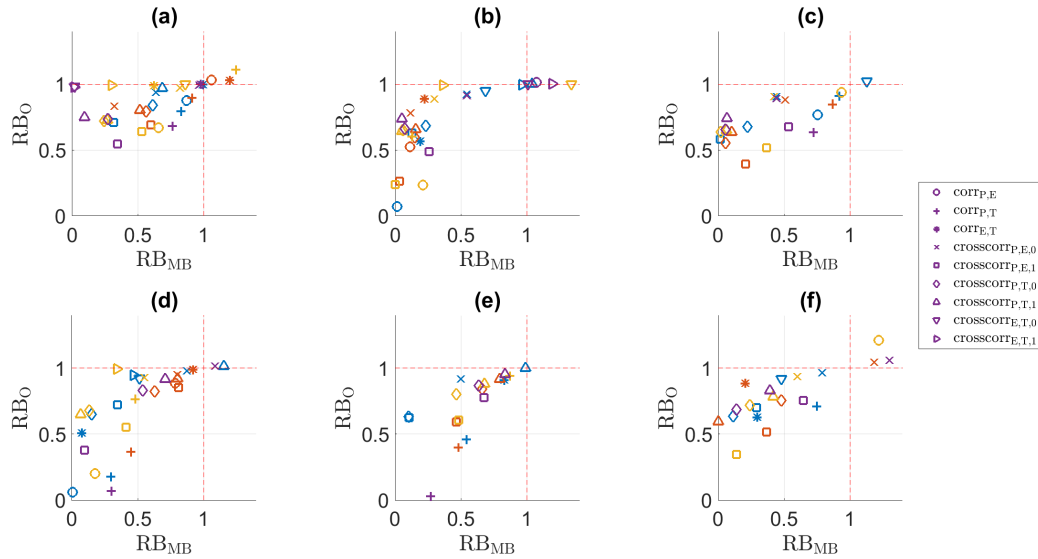 (a)
(b)
(c)
1
0.5
0
0
0.5
1
RB_O
RB_MB
1
0.5
0
0
0.5
1
RB_O
RB_MB
1
0.5
0
0
0.5
1
RB_O
RB_MB
corr_P,E
corr_P,T
corr_E,T
crosscorr_P,E,0
crosscorr_P,E,1
crosscorr_P,T,0
crosscorr_P,T,1
crosscorr_E,T,0
crosscorr_E,T,1
(d)
(e)
(f)
1
0.5
0
0
0.5
1
RB_O
RB_MB
1
0.5
0
0
0.5
1
RB_O
RB_MB
1
0.5
0
0
0.5
1
RB_O
RB_MB